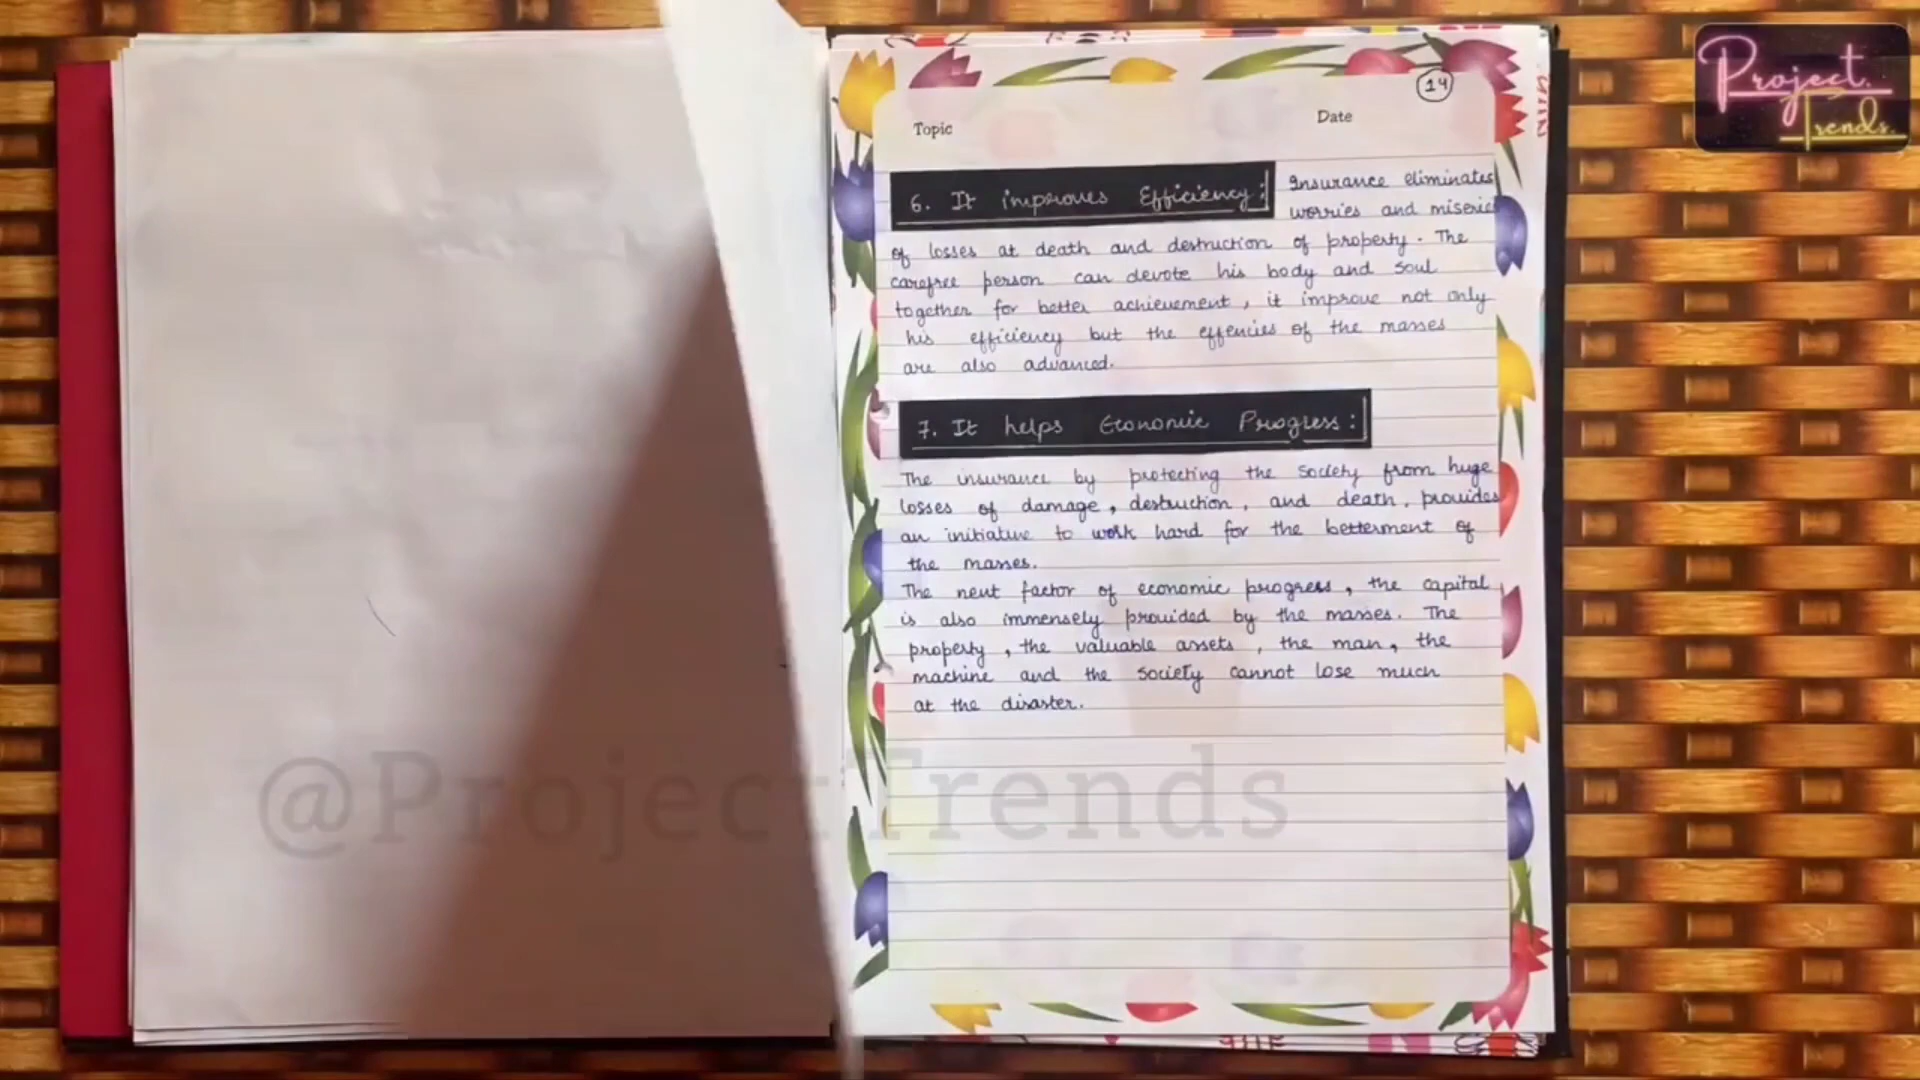 Project
Trends
14
Topic
Date
6. It improves Efficiency:
Insurance eliminates
worries and miserie
of losses at death and destruction of property. The
carefree person can devote his body and soul
together for better achievement, it improve not only
his efficiency but the effencies of the masses
are also advanced.
7. It helps Economic Progress:
The insurance by protecting the society from huge
losses of damage, destruction, and death, provides
an initiative to work hard for the betterment of
the masses.
The neut factor of economic progress, the capital
is also immensely provided by the masses. The
property, the valuable assets, the man, the
machine and the society cannot lose much
at the disaster.
@ProjectTrends